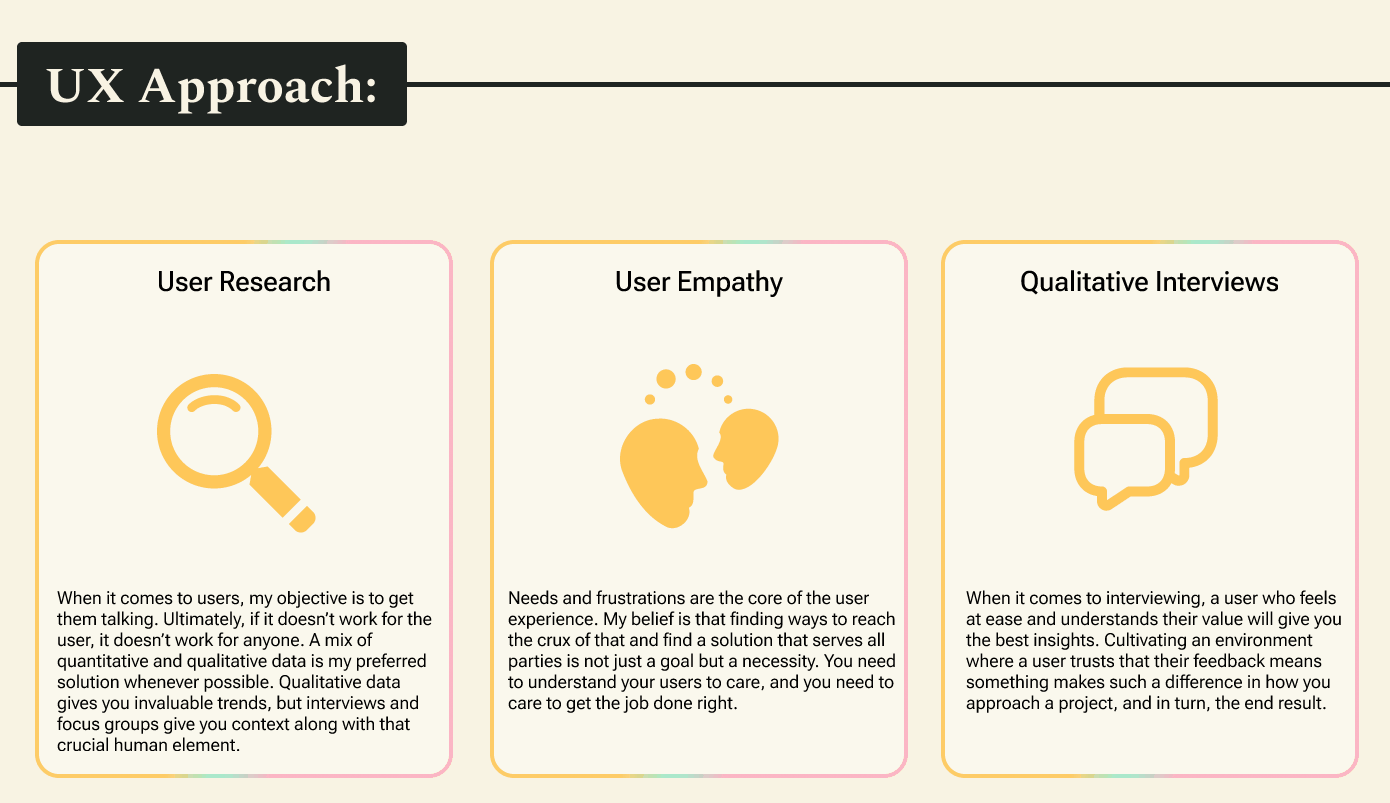 UX Approach:
User Research
When it comes to users, my objective is to get
them talking. Ultimately, if it doesn’t work for the
user, it doesn’t work for anyone. A mix of
quantitative and qualitative data is my preferred
solution whenever possible. Qualitative data
gives you invaluable trends, but interviews and
focus groups give you context along with that
crucial human element.
User Empathy
Needs and frustrations are the core of the user
experience. My belief is that finding ways to reach
the crux of that and find a solution that serves all
parties is not just a goal but a necessity. You need
to understand your users to care, and you need to
care to get the job done right.
Qualitative Interviews
When it comes to interviewing, a user who feels
at ease and understands their value will give you
the best insights. Cultivating an environment
where a user trusts that their feedback means
something makes such a difference in how you
approach a project, and in turn, the end result.